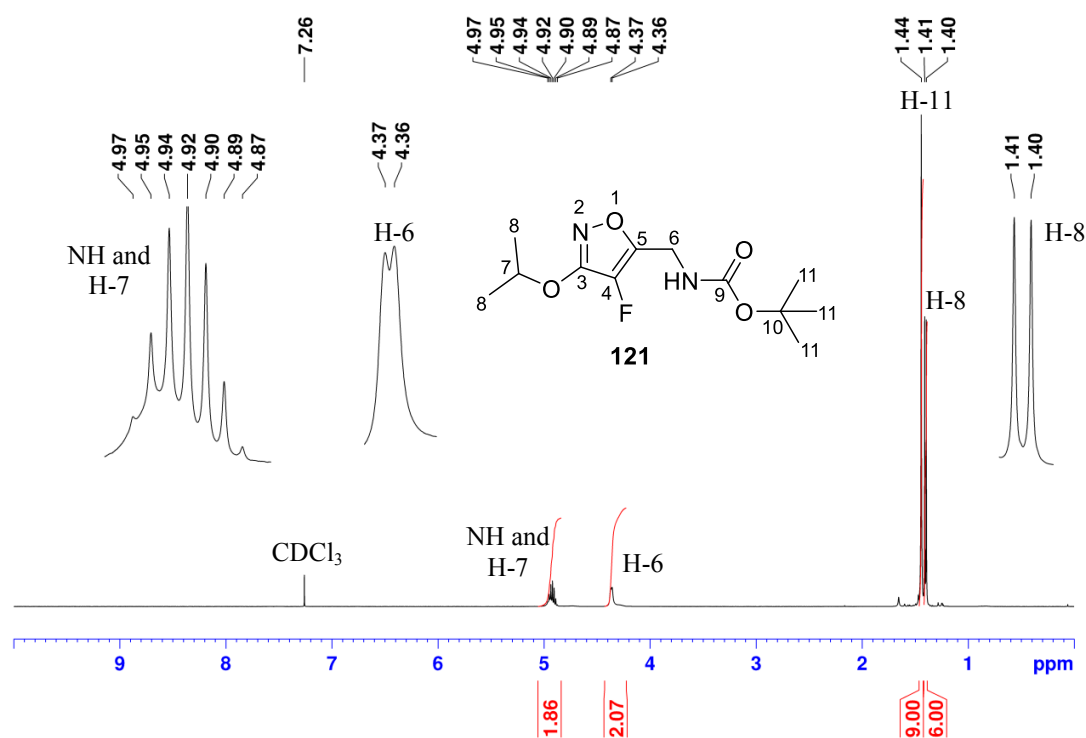 7.26
4.97
4.95
4.94
4.92
4.90
4.89
4.87
4.37
4.36
1.44
1.41
1.40
H-11
4.97
4.95
4.94
4.92
4.90
4.89
4.87
4.37
4.36
1.41
1.40
NH and
H-7
H-6
H-8
H-8
8
2
N
O
1
5
6
7
8
O
3
4
F
NH
9
O
O
10
11
11
11
121
CDCl3
NH and
H-7
H-6
9 8 7 6 5 4 3 2 1 ppm
1.86
2.07
9.00
6.00